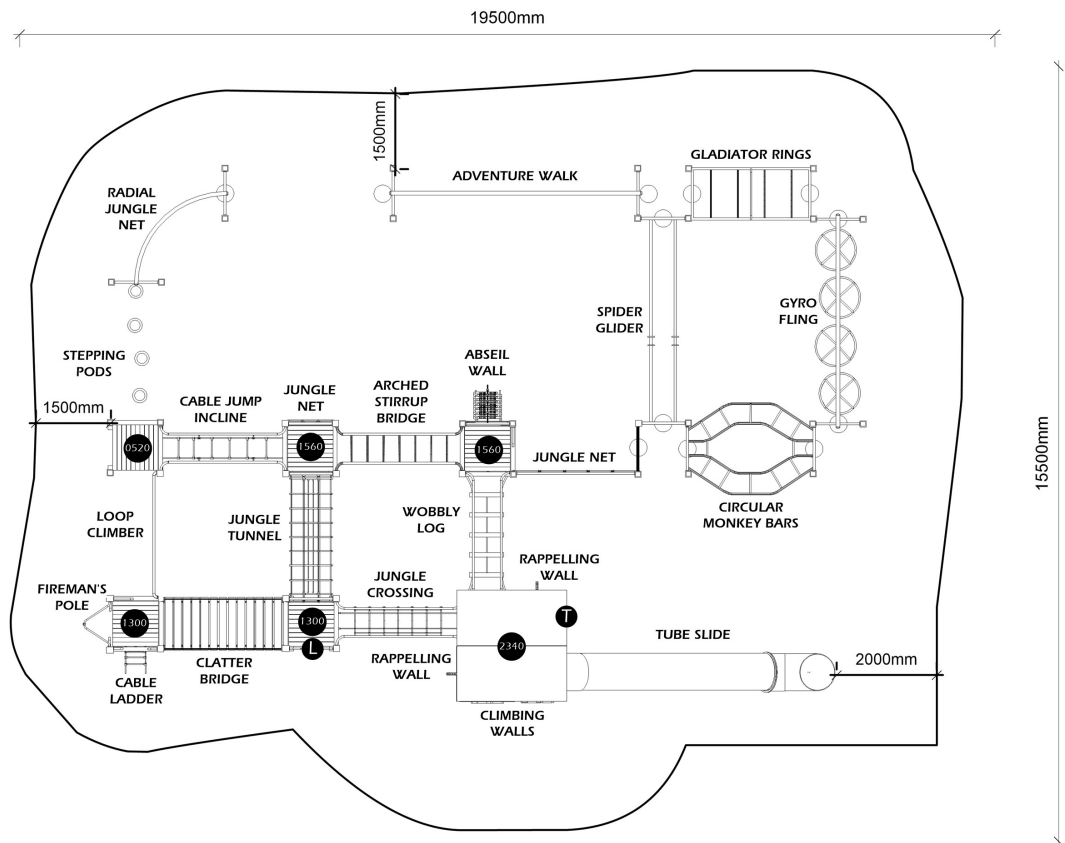 19500mm
1500mm
GLADIATOR RINGS
ADVENTURE WALK
RADIAL
JUNGLE
NET
GYRO
FLING
SPIDER
GLIDER
STEPPING
PODS
ABSEIL
WALL
JUNGLE
NET
ARCHED
STIRRUP
BRIDGE
CABLE JUMP
INCLINE
1500mm
0520
1560
1560
JUNGLE NET
15500mm
CIRCULAR
MONKEY BARS
LOOP
CLIMBER
JUNGLE
TUNNEL
WOBBLY
LOG
RAPPELLING
WALL
JUNGLE
CROSSING
FIREMAN'S
POLE
1300
1300
T
L
2340
TUBE SLIDE
2000mm
RAPPELLING
WALL
CLATTER
BRIDGE
CABLE
LADDER
CLIMBING
WALLS